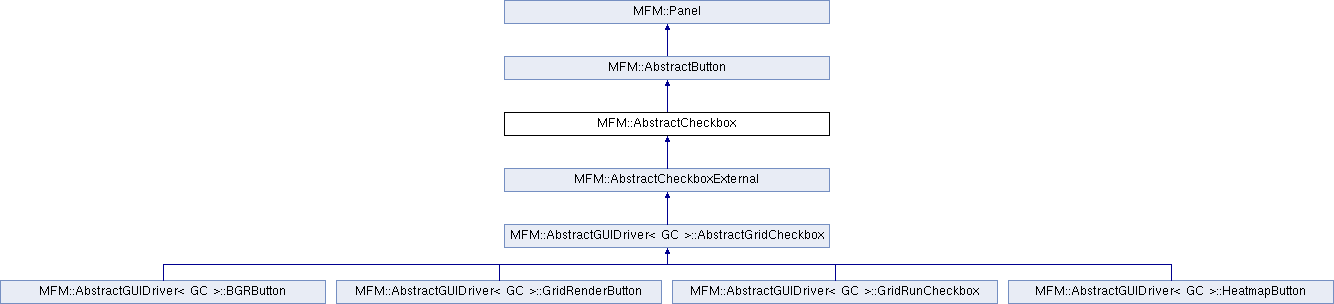 MFM::Panel
MFM::AbstractButton
MFM::AbstractCheckbox
MFM::AbstractCheckboxExternal
MFM::AbstractGUIDriver< GC >::AbstractGridCheckbox
MFM::AbstractGUIDriver< GC >::BGRButton
MFM::AbstractGUIDriver< GC >::GridRenderButton
MFM::AbstractGUIDriver< GC >::GridRunCheckbox
MFM::AbstractGUIDriver< GC >::HeatmapButton